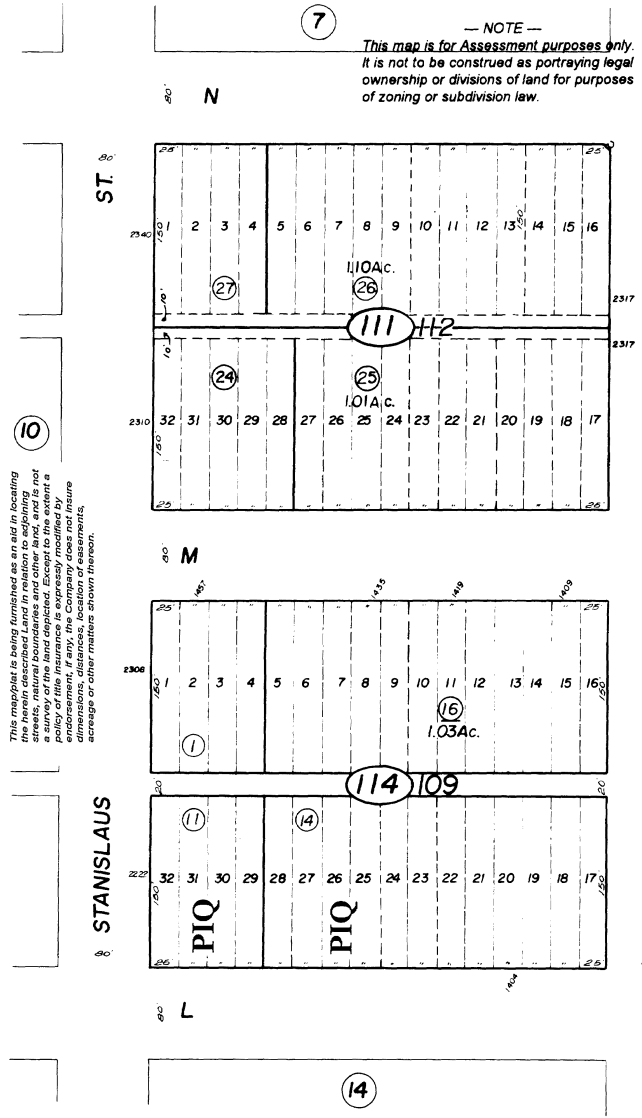 7
— NOTE —
This map is for Assessment purposes only.
It is not to be construed as portraying legal
ownership or divisions of land for purposes
of zoning or subdivision law.
80'
N
80'
ST.
25' 25'
2340 150' 1 2 3 4 5 6 7 8 9 10 11 12 13 150' 14 15 16
1.10Ac.
27 26
10' 2317
111 112
10' 2317
24 25
1.01Ac.
2310 32 31 30 29 28 27 26 25 24 23 22 21 20 19 18 17
150'
25' 25'
10
This map/plat is being furnished as an aid in locating
the herein described Land in relation to adjoining
streets, natural boundaries and other land, and is not
a survey of the land depicted. Except to the extent a
policy of title insurance is expressly modified by
endorsement, if any, the Company does not insure
dimensions, distances, location of easements,
acreage or other matters shown thereon.
80'
M
1457 1435 1419 1409
25'
2306 150' 1 2 3 4 5 6 7 8 9 10 11 12 13 14 15 16 150'
16
1.03Ac.
1
20 114 109 20
STANISLAUS
11 14
2222 32 31 30 29 28 27 26 25 24 23 22 21 20 19 18 17
150' 150'
PIQ PIQ
80'
25' 25'
1404
80'
L
14